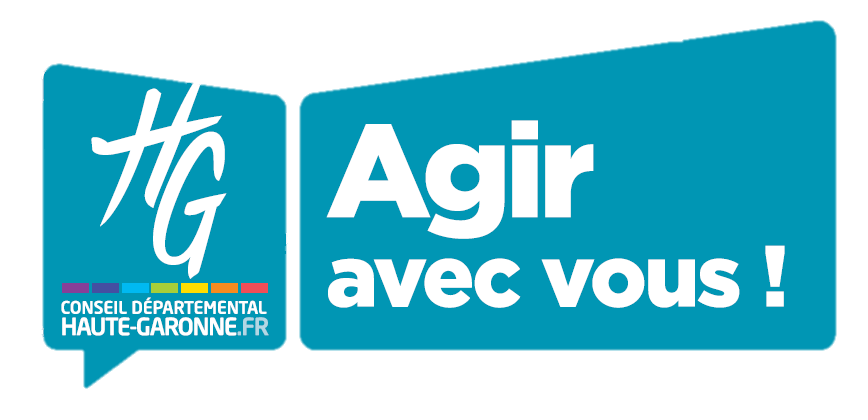 HG
CONSEIL DÉPARTEMENTAL
HAUTE-GARONNE.FR
Agir
avec vous !